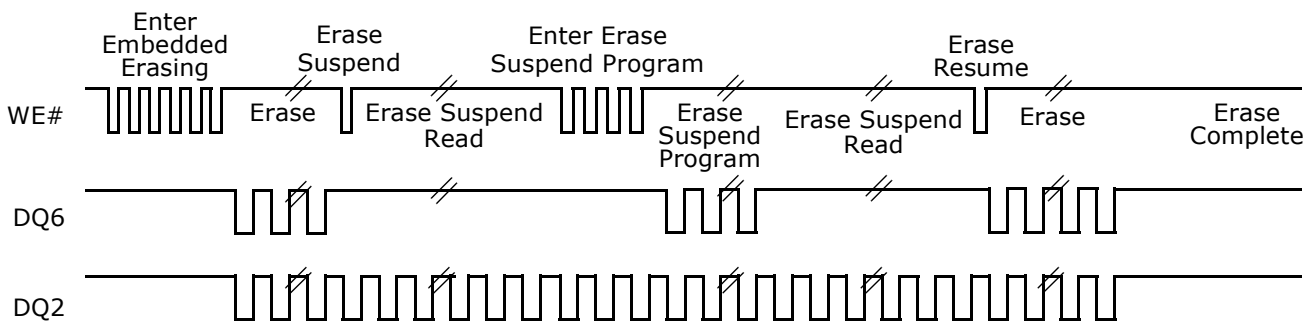 Enter
Embedded
Erasing
Erase
Suspend
Enter Erase
Suspend Program
Erase
Resume
WE#
Erase
Erase Suspend
Read
Erase
Suspend
Program
Erase Suspend
Read
Erase
Erase
Complete
DQ6
DQ2